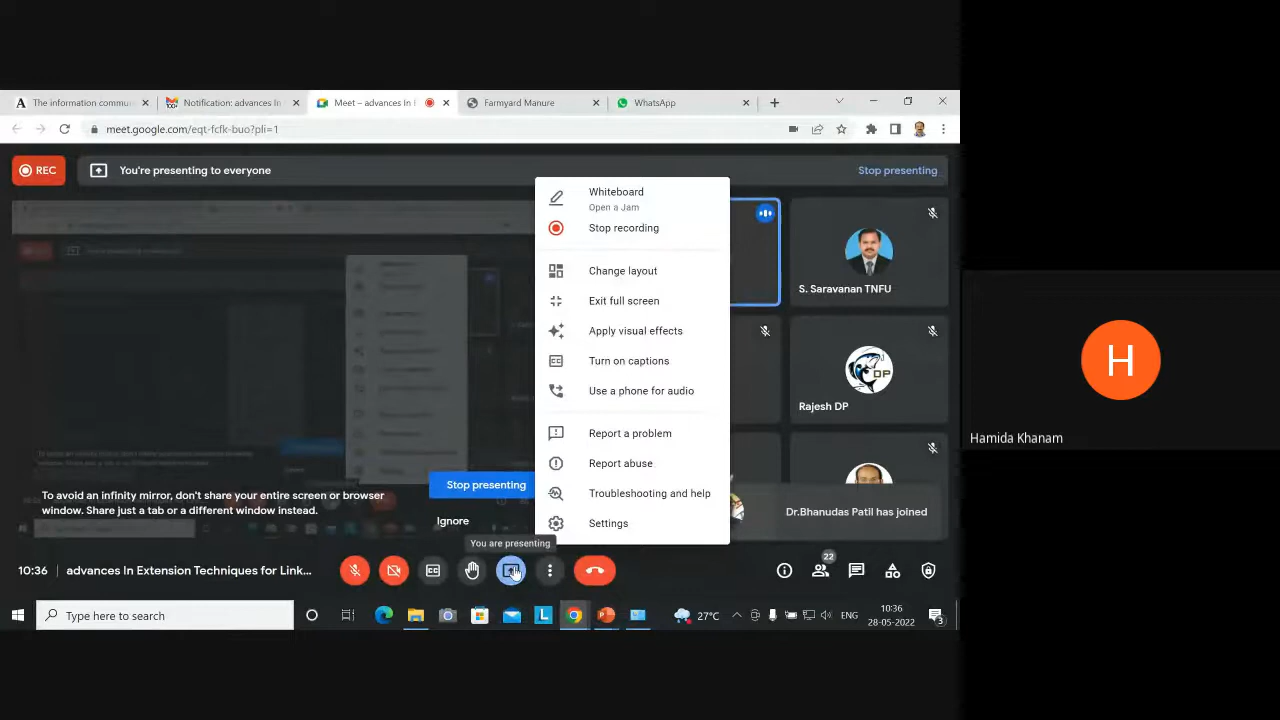 The information commu
Notification: advances In
Meet – advances In I
Farmyard Manure
WhatsApp
meet.google.com/eqt-fcfk-buo?pli=1
REC
You're presenting to everyone
Stop presenting
Whiteboard
Open a Jam
Stop recording
Change layout
Exit full screen
Apply visual effects
Turn on captions
Use a phone for audio
Report a problem
Report abuse
Troubleshooting and help
Settings
S. Saravanan TNFU
DP
Rajesh DP
H
Hamida Khanam
To avoid an infinity mirror, don't share your entire screen or browser
window. Share just a tab or a different window instead.
Stop presenting
Ignore
Dr.Bhanudas Patil has joined
You are presenting
10:36 | advances In Extension Techniques for Link...
22
Type here to search
27°C
ENG
10:36
28-05-2022
3